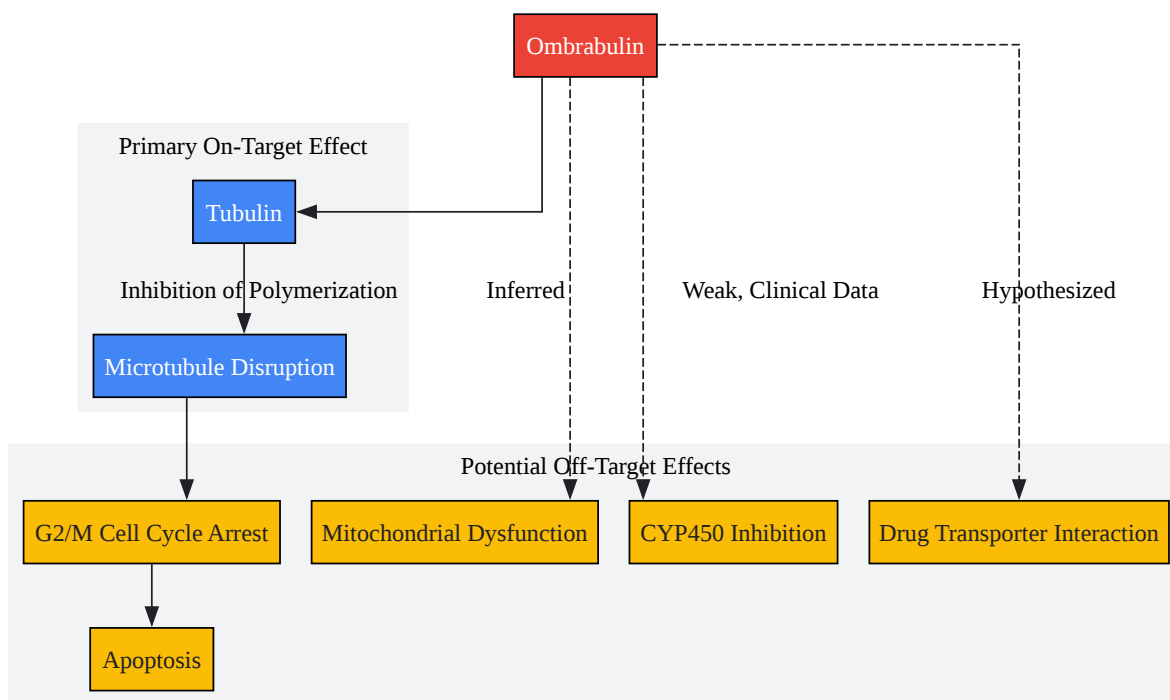 Ombrabulin
Primary On-Target Effect
Tubulin
Inhibition of Polymerization
Inferred
Weak, Clinical Data
Hypothesized
Microtubule Disruption
Potential Off-Target Effects
G2/M Cell Cycle Arrest
Mitochondrial Dysfunction
CYP450 Inhibition
Drug Transporter Interaction
Apoptosis